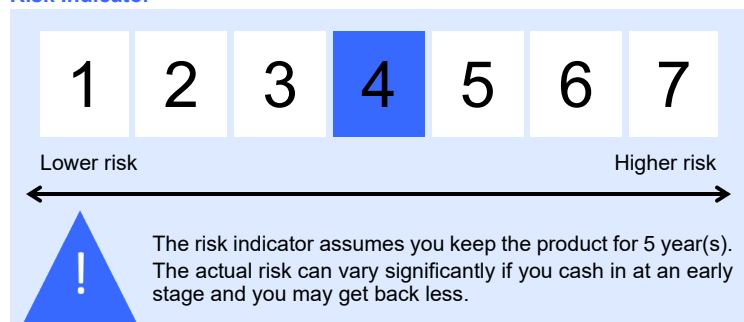 Risk Indicator
1 2 3 4 5 6 7
Lower risk Higher risk
!
The risk indicator assumes you keep the product for 5 year(s).
The actual risk can vary significantly if you cash in at an early
stage and you may get back less.